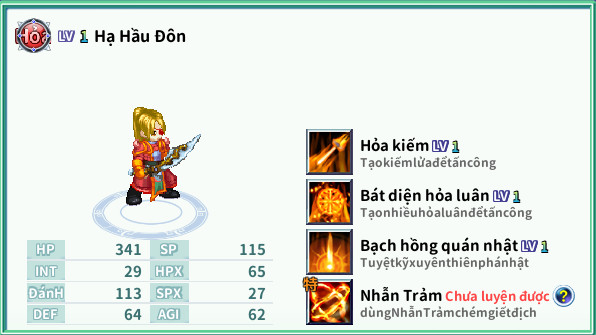 Hỏa LV 1 Hạ Hầu Đôn
Hỏa kiếm LV 1
Tạokiếmlửađểtấncông
Bát diện hỏa luân LV 1
Tạonhiềuhỏaluânđểtấncông
Bạch hồng quán nhật LV 1
Tuyệtkỹxuyênthiênphánhật
特
Nhẫn Trảm Chưa luyện được ?
dùngNhẫnTrảmchémgiếtđịch
HP 341 SP 115
INT 29 HPX 65
ĐánH 113 SPX 27
DEF 64 AGI 62